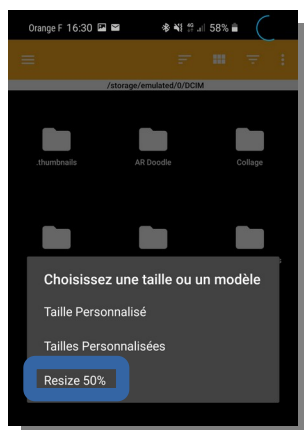 Orange F 16:30 4G 58%
/storage/emulated/0/DCIM
.thumbnails AR Doodle Collage
Choisissez une taille ou un modèle
Taille Personnalisé
Tailles Personnalisées
Resize 50%